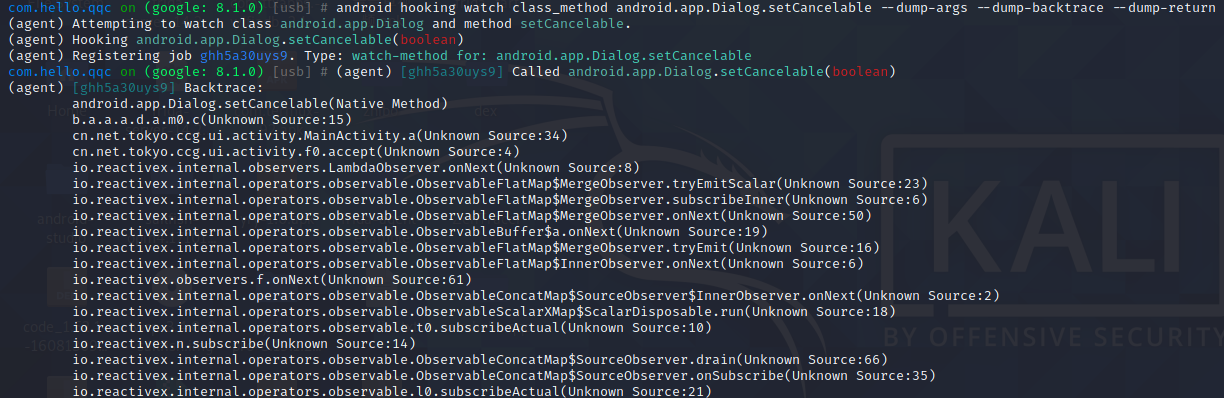 com.hello.qqc on (google: 8.1.0) [usb] # android hooking watch class_method android.app.Dialog.setCancelable --dump-args --dump-backtrace --dump-return
(agent) Attempting to watch class android.app.Dialog and method setCancelable.
(agent) Hooking android.app.Dialog.setCancelable(boolean)
(agent) Registering job ghh5a30uys9. Type: watch-method for: android.app.Dialog.setCancelable
com.hello.qqc on (google: 8.1.0) [usb] # (agent) [ghh5a30uys9] Called android.app.Dialog.setCancelable(boolean)
(agent) [ghh5a30uys9] Backtrace:
android.app.Dialog.setCancelable(Native Method)
b.a.a.a.d.a.m0.c(Unknown Source:15)
cn.net.tokyo.ccg.ui.activity.MainActivity.a(Unknown Source:34)
cn.net.tokyo.ccg.ui.activity.f0.accept(Unknown Source:4)
io.reactivex.internal.observers.LambdaObserver.onNext(Unknown Source:8)
io.reactivex.internal.operators.observable.ObservableFlatMap$MergeObserver.tryEmitScalar(Unknown Source:23)
io.reactivex.internal.operators.observable.ObservableFlatMap$MergeObserver.subscribeInner(Unknown Source:6)
io.reactivex.internal.operators.observable.ObservableFlatMap$MergeObserver.onNext(Unknown Source:50)
io.reactivex.internal.operators.observable.ObservableBuffer$a.onNext(Unknown Source:19)
io.reactivex.internal.operators.observable.ObservableFlatMap$MergeObserver.tryEmit(Unknown Source:16)
io.reactivex.internal.operators.observable.ObservableFlatMap$InnerObserver.onNext(Unknown Source:6)
io.reactivex.observers.f.onNext(Unknown Source:61)
io.reactivex.internal.operators.observable.ObservableConcatMap$SourceObserver$InnerObserver.onNext(Unknown Source:2)
io.reactivex.internal.operators.observable.ObservableScalarXMap$ScalarDisposable.run(Unknown Source:18)
io.reactivex.internal.operators.observable.t0.subscribeActual(Unknown Source:10)
io.reactivex.n.subscribe(Unknown Source:14)
io.reactivex.internal.operators.observable.ObservableConcatMap$SourceObserver.drain(Unknown Source:66)
io.reactivex.internal.operators.observable.ObservableConcatMap$SourceObserver.onSubscribe(Unknown Source:35)
io.reactivex.internal.operators.observable.l0.subscribeActual(Unknown Source:21)
KALI
BY OFFENSIVE SECURITY